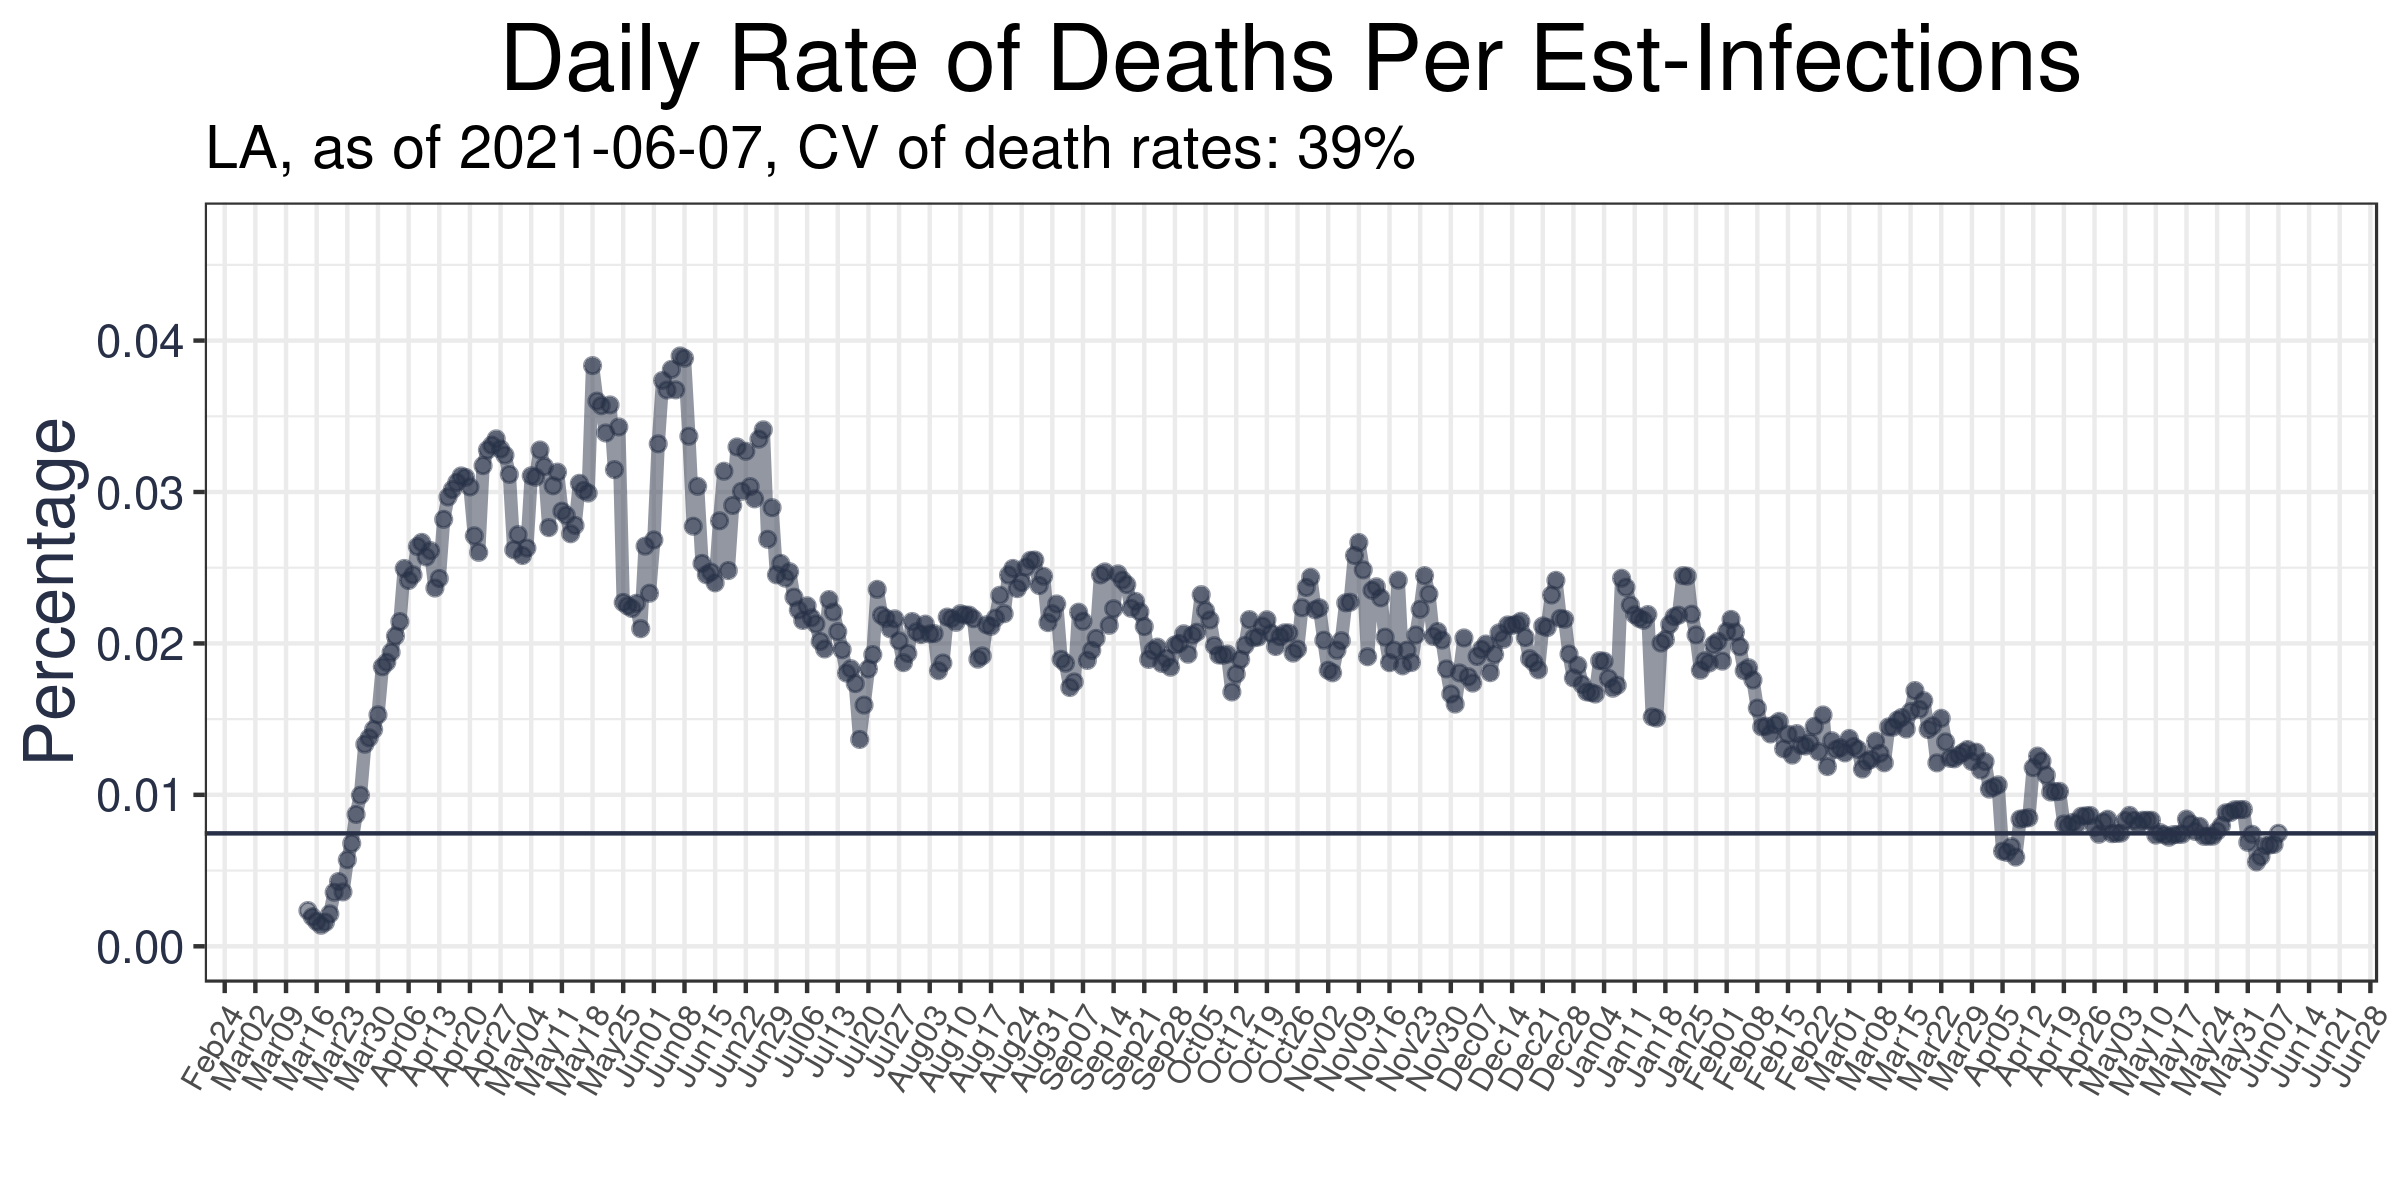 Daily Rate of Deaths Per Est-Infections
LA, as of 2021-06-07, CV of death rates: 39%
Percentage
0.04
0.03
0.02
0.01
0.00
Feb24
Mar02
Mar09
Mar16
Mar23
Mar30
Apr06
Apr13
Apr20
Apr27
May04
May11
May18
May25
Jun01
Jun08
Jun15
Jun22
Jun29
Jul06
Jul13
Jul20
Jul27
Aug03
Aug10
Aug17
Aug24
Aug31
Sep07
Sep14
Sep21
Sep28
Oct05
Oct12
Oct19
Oct26
Nov02
Nov09
Nov16
Nov23
Nov30
Dec07
Dec14
Dec21
Dec28
Jan04
Jan11
Jan18
Jan25
Feb01
Feb08
Feb15
Feb22
Mar01
Mar08
Mar15
Mar22
Mar29
Apr05
Apr12
Apr19
Apr26
May03
May10
May17
May24
May31
Jun07
Jun14
Jun21
Jun28